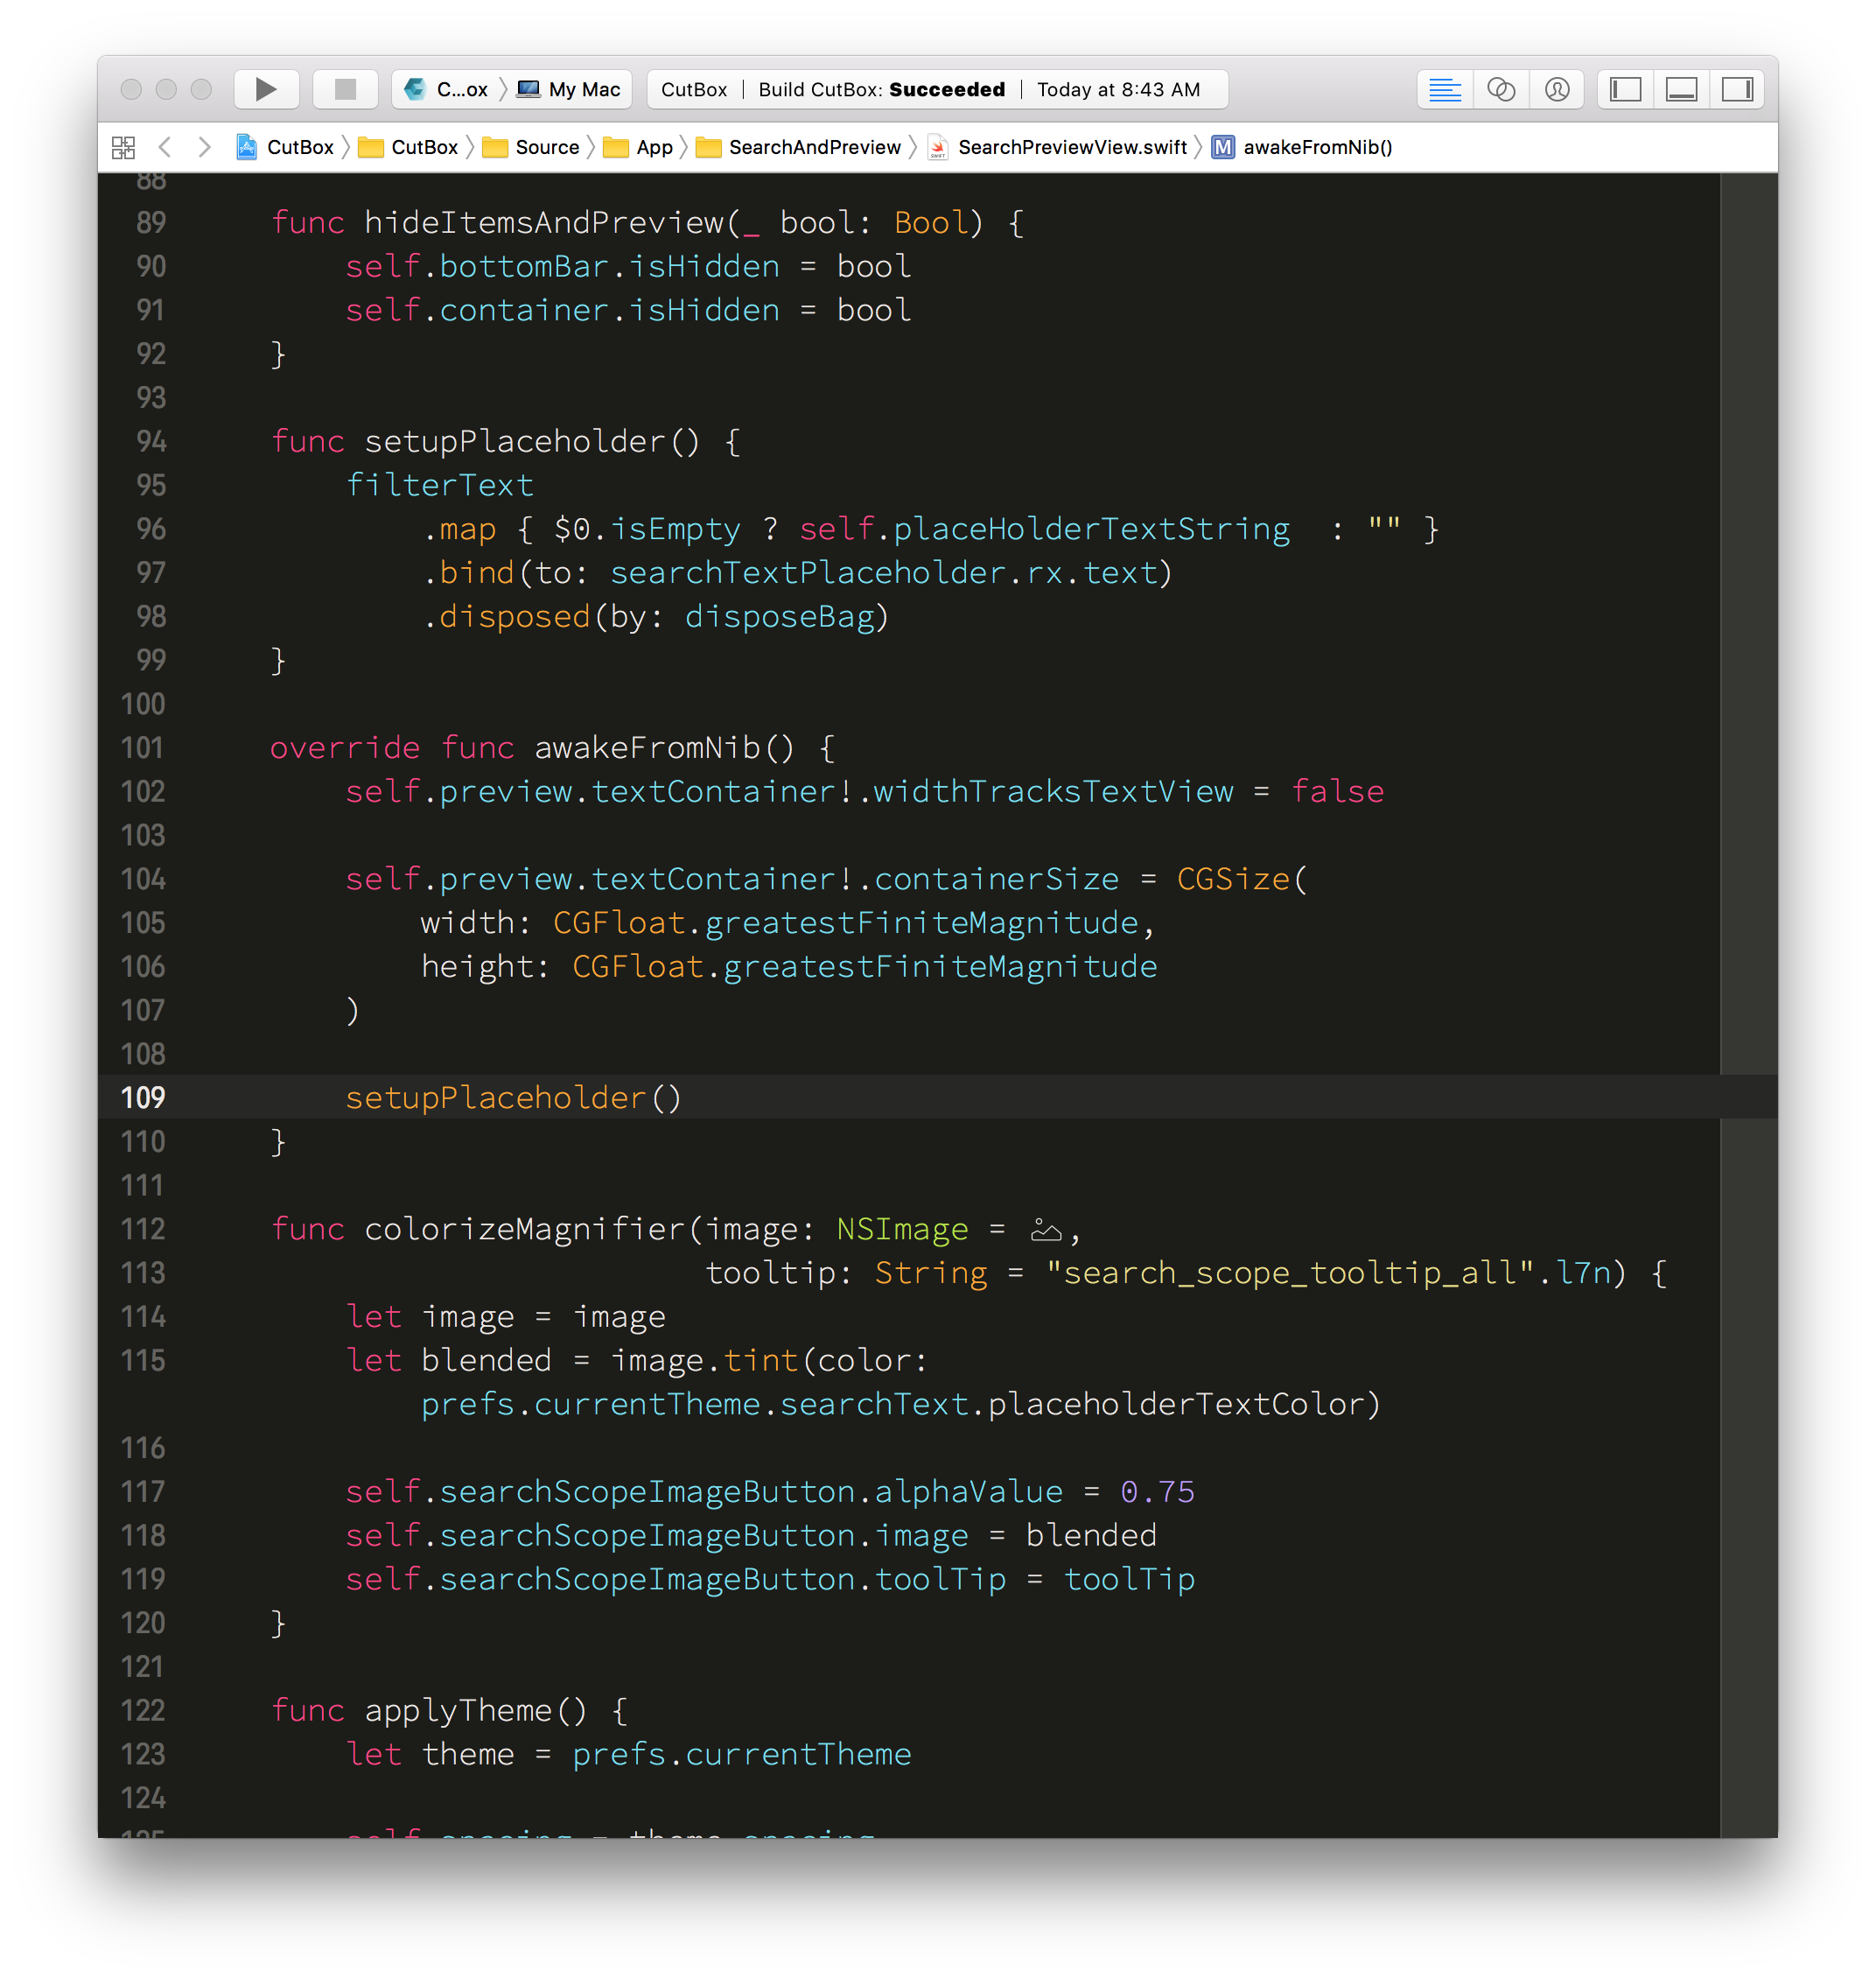 C...ox My Mac CutBox | Build CutBox: Succeeded | Today at 8:43 AM
CutBox CutBox Source App SearchAndPreview SearchPreviewView.swift M awakeFromNib()
88
89 func hideItemsAndPreview(_ bool: Bool) {
90 self.bottomBar.isHidden = bool
91 self.container.isHidden = bool
92 }
93
94 func setupPlaceholder() {
95 filterText
96 .map { $0.isEmpty ? self.placeHolderTextString  : "" }
97 .bind(to: searchTextPlaceholder.rx.text)
98 .disposed(by: disposeBag)
99 }
100
101 override func awakeFromNib() {
102 self.preview.textContainer!.widthTracksTextView = false
103
104 self.preview.textContainer!.containerSize = CGSize(
105 width: CGFloat.greatestFiniteMagnitude,
106 height: CGFloat.greatestFiniteMagnitude
107 )
108
109 setupPlaceholder()
110 }
111
112 func colorizeMagnifier(image: NSImage = ,
113 tooltip: String = "search_scope_tooltip_all".l7n) {
114 let image = image
115 let blended = image.tint(color:
prefs.currentTheme.searchText.placeholderTextColor)
116
117 self.searchScopeImageButton.alphaValue = 0.75
118 self.searchScopeImageButton.image = blended
119 self.searchScopeImageButton.toolTip = toolTip
120 }
121
122 func applyTheme() {
123 let theme = prefs.currentTheme
124
125 self.spacing = theme.spacing